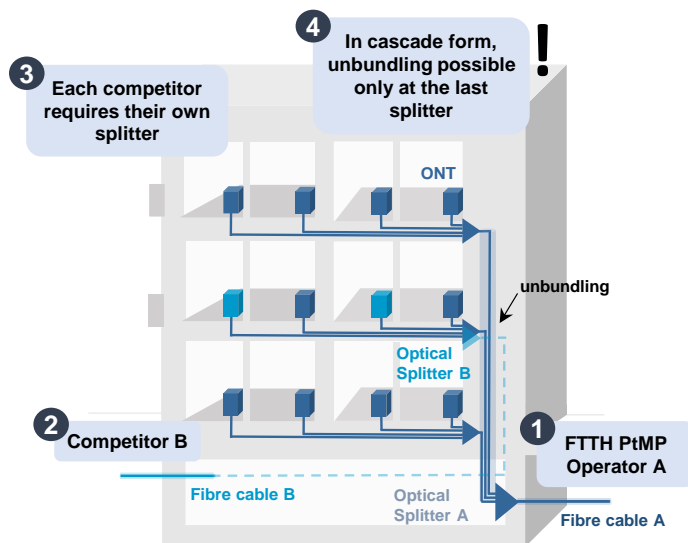 4
In cascade form,
unbundling possible
only at the last
splitter
!
3
Each competitor
requires their own
splitter
ONT
unbundling
Optical
Splitter B
2
Competitor B
1
FTTH PtMP
Operator A
Fibre cable B
Optical
Splitter A
Fibre cable A